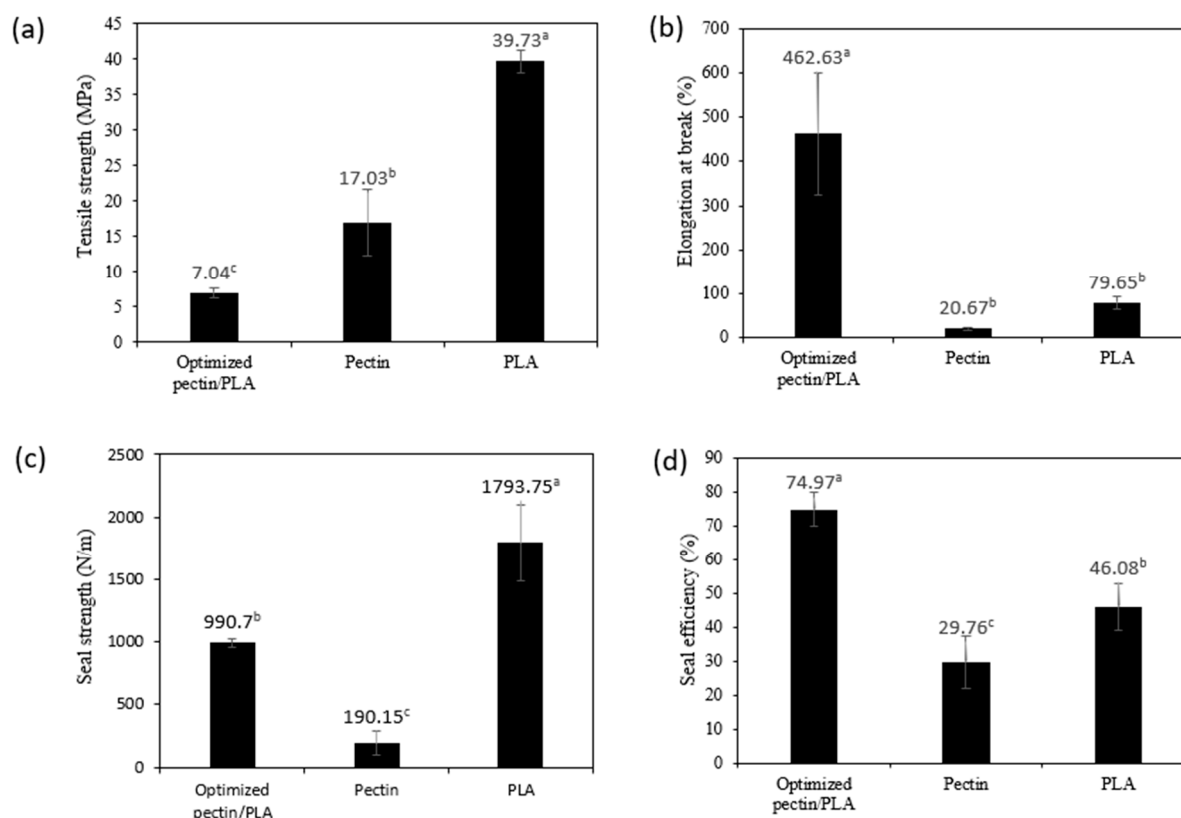 (a)
Tensile strength (MPa)
45
40
35
30
25
20
15
10
5
0
7.04ᶜ
17.03ᵇ
39.73ᵃ
Optimized
pectin/PLA
Pectin
PLA
(b)
Elongation at break (%)
700
600
500
400
300
200
100
0
462.63ᵃ
20.67ᵇ
79.65ᵇ
Optimized
pectin/PLA
Pectin
PLA
(c)
Seal strength (N/m)
2500
2000
1500
1000
500
0
990.7ᵇ
190.15ᶜ
1793.75ᵃ
Optimized
pectin/PLA
Pectin
PLA
(d)
Seal efficiency (%)
90
80
70
60
50
40
30
20
10
0
74.97ᵃ
29.76ᶜ
46.08ᵇ
Optimized
pectin/PLA
Pectin
PLA